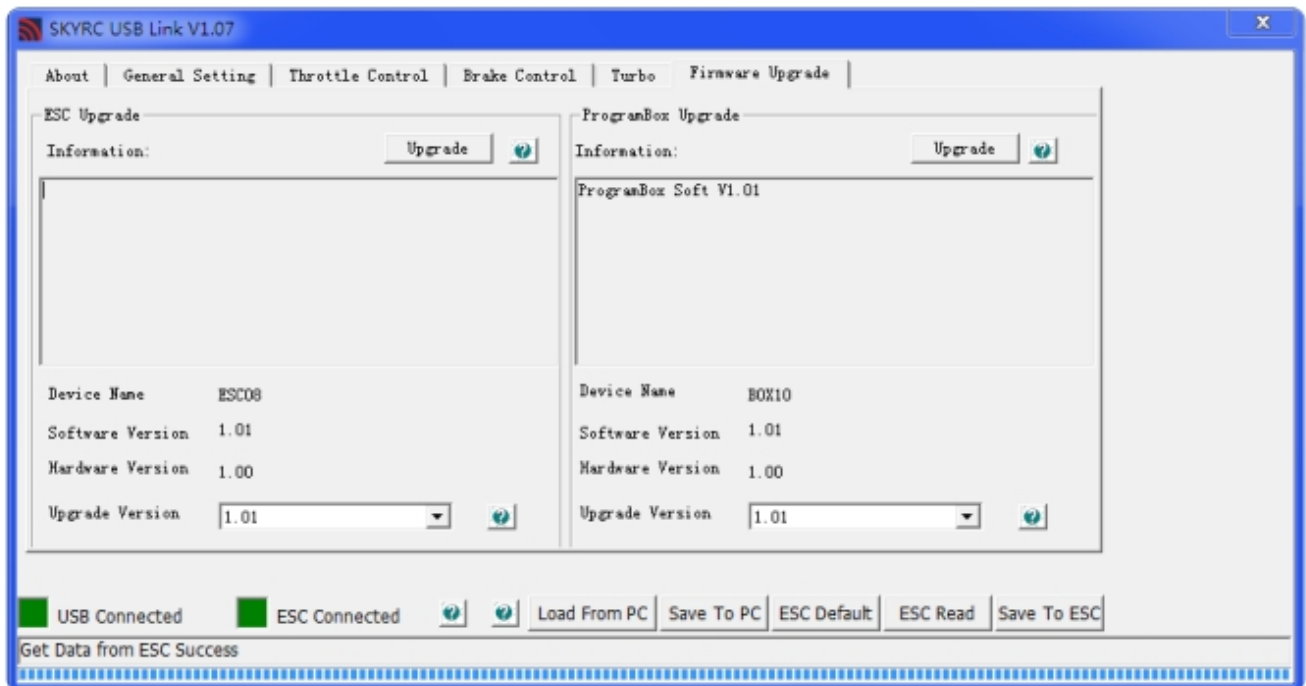 SKYRC USB Link V1.07
x
About General Setting Throttle Control Brake Control Turbo Firmware Upgrade
ESC Upgrade
Information: Upgrade ?
Device Name ESC08
Software Version 1.01
Hardware Version 1.00
Upgrade Version 1.01 ?
ProgramBox Upgrade
Information: Upgrade ?
ProgramBox Soft V1.01
Device Name BOX10
Software Version 1.01
Hardware Version 1.00
Upgrade Version 1.01 ?
USB Connected ESC Connected ? ? Load From PC Save To PC ESC Default ESC Read Save To ESC
Get Data from ESC Success